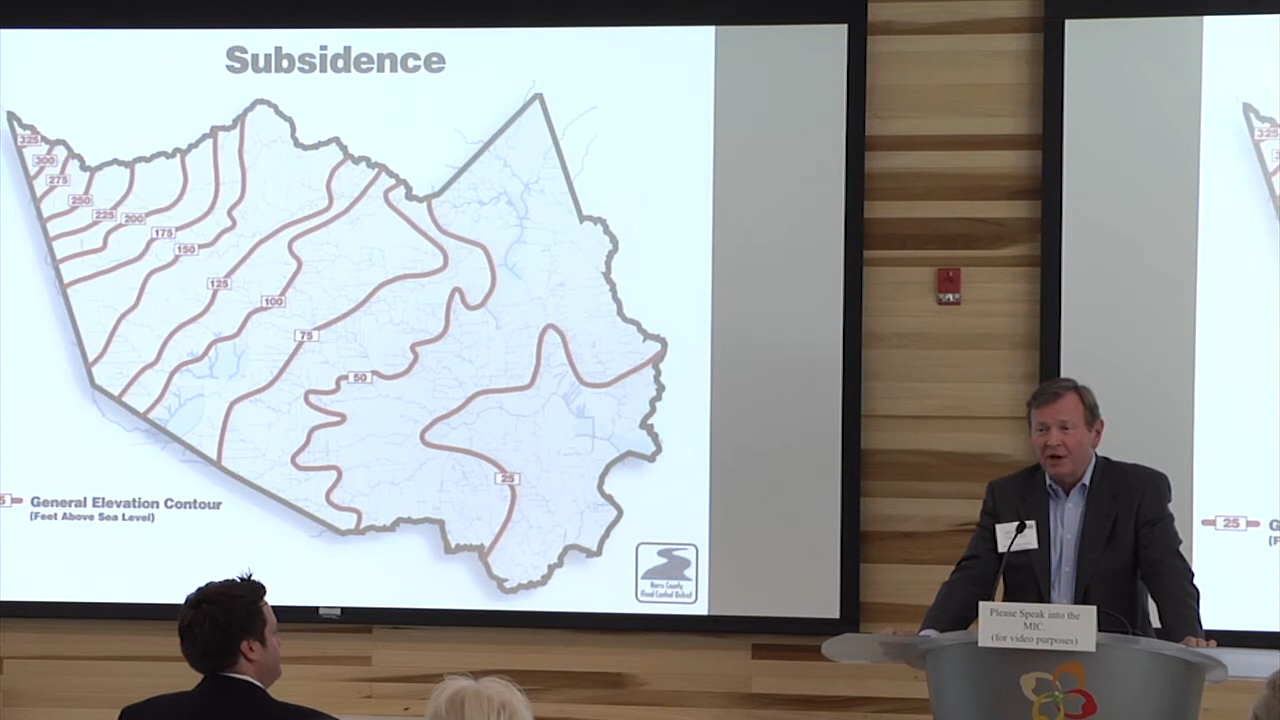 Subsidence
325
300
275
250
225
200
175
150
125
100
75
50
25
General Elevation Contour
(Feet Above Sea Level)
Harris County
Flood Control District
Please Speak into the
MIC.
(for video purposes)
325
25